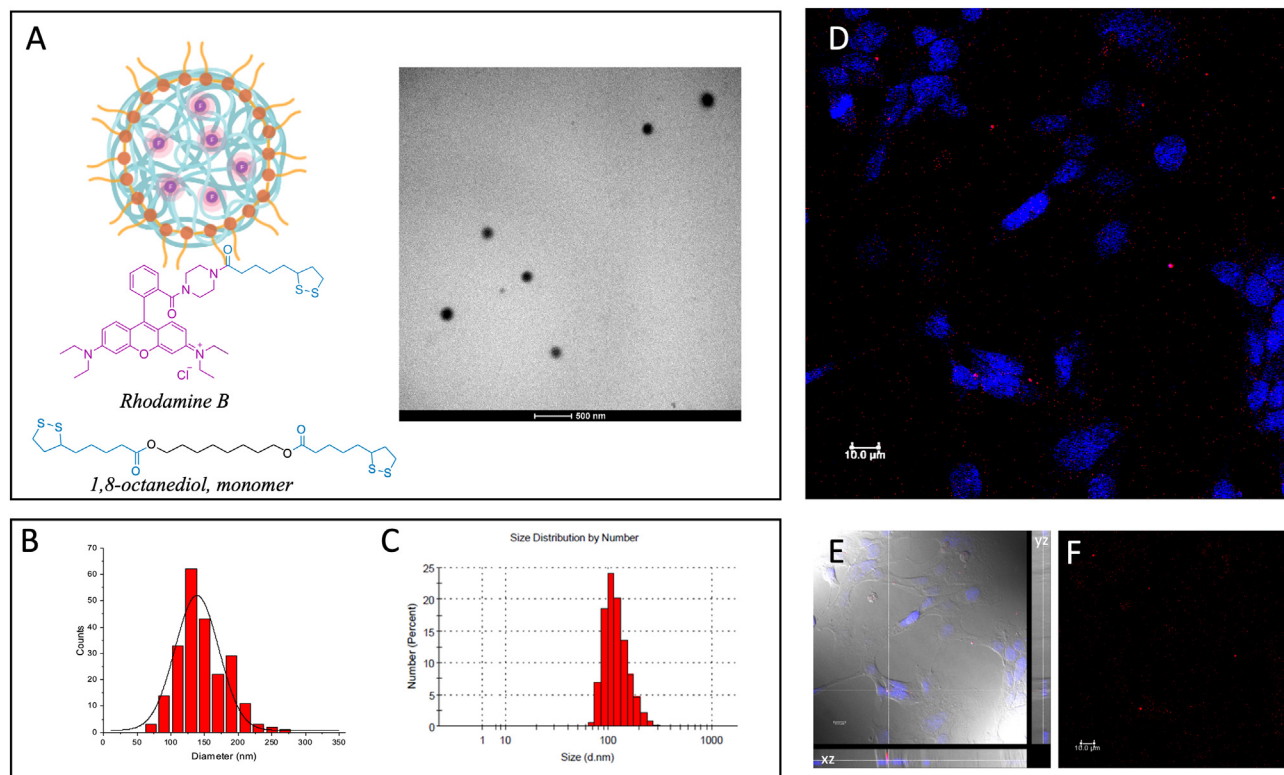 A
F
F
F
F
F
F
O
N
N
O
S
S
N
O
N
+
Cl
−
Rhodamine B
S
S
O
O
O
O
S
S
1,8-octanediol, monomer
500 nm
B
70
60
50
40
30
20
10
0
Counts
0
50
100
150
200
250
300
350
Diameter (nm)
C
Size Distribution by Number
25
20
15
10
5
0
Number (Percent)
1
10
100
1000
Size (d.nm)
D
10.0 µm
E
yz
xz
F
10.0 µm